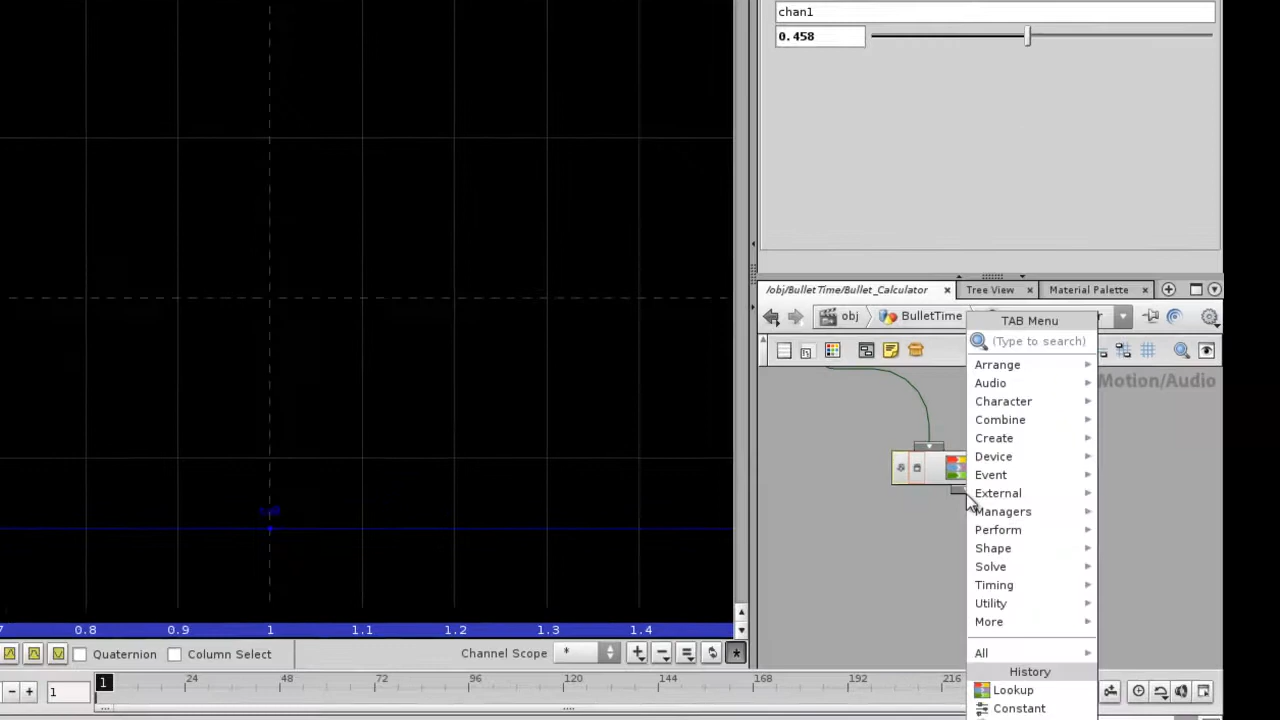 chan1
0.458
/obj/BulletTime/Bullet_Calculator
Tree View
Material Palette
obj
BulletTime
TAB Menu
(Type to search)
Motion/Audio
Arrange
Audio
Character
Combine
Create
Device
Event
External
Managers
Perform
Shape
Solve
Timing
Utility
More
All
History
Lookup
Constant
0.8 0.9 1 1.1 1.2 1.3 1.4
Quaternion
Column Select
Channel Scope
*
1
1 24 48 72 96 120 144 168 192 216